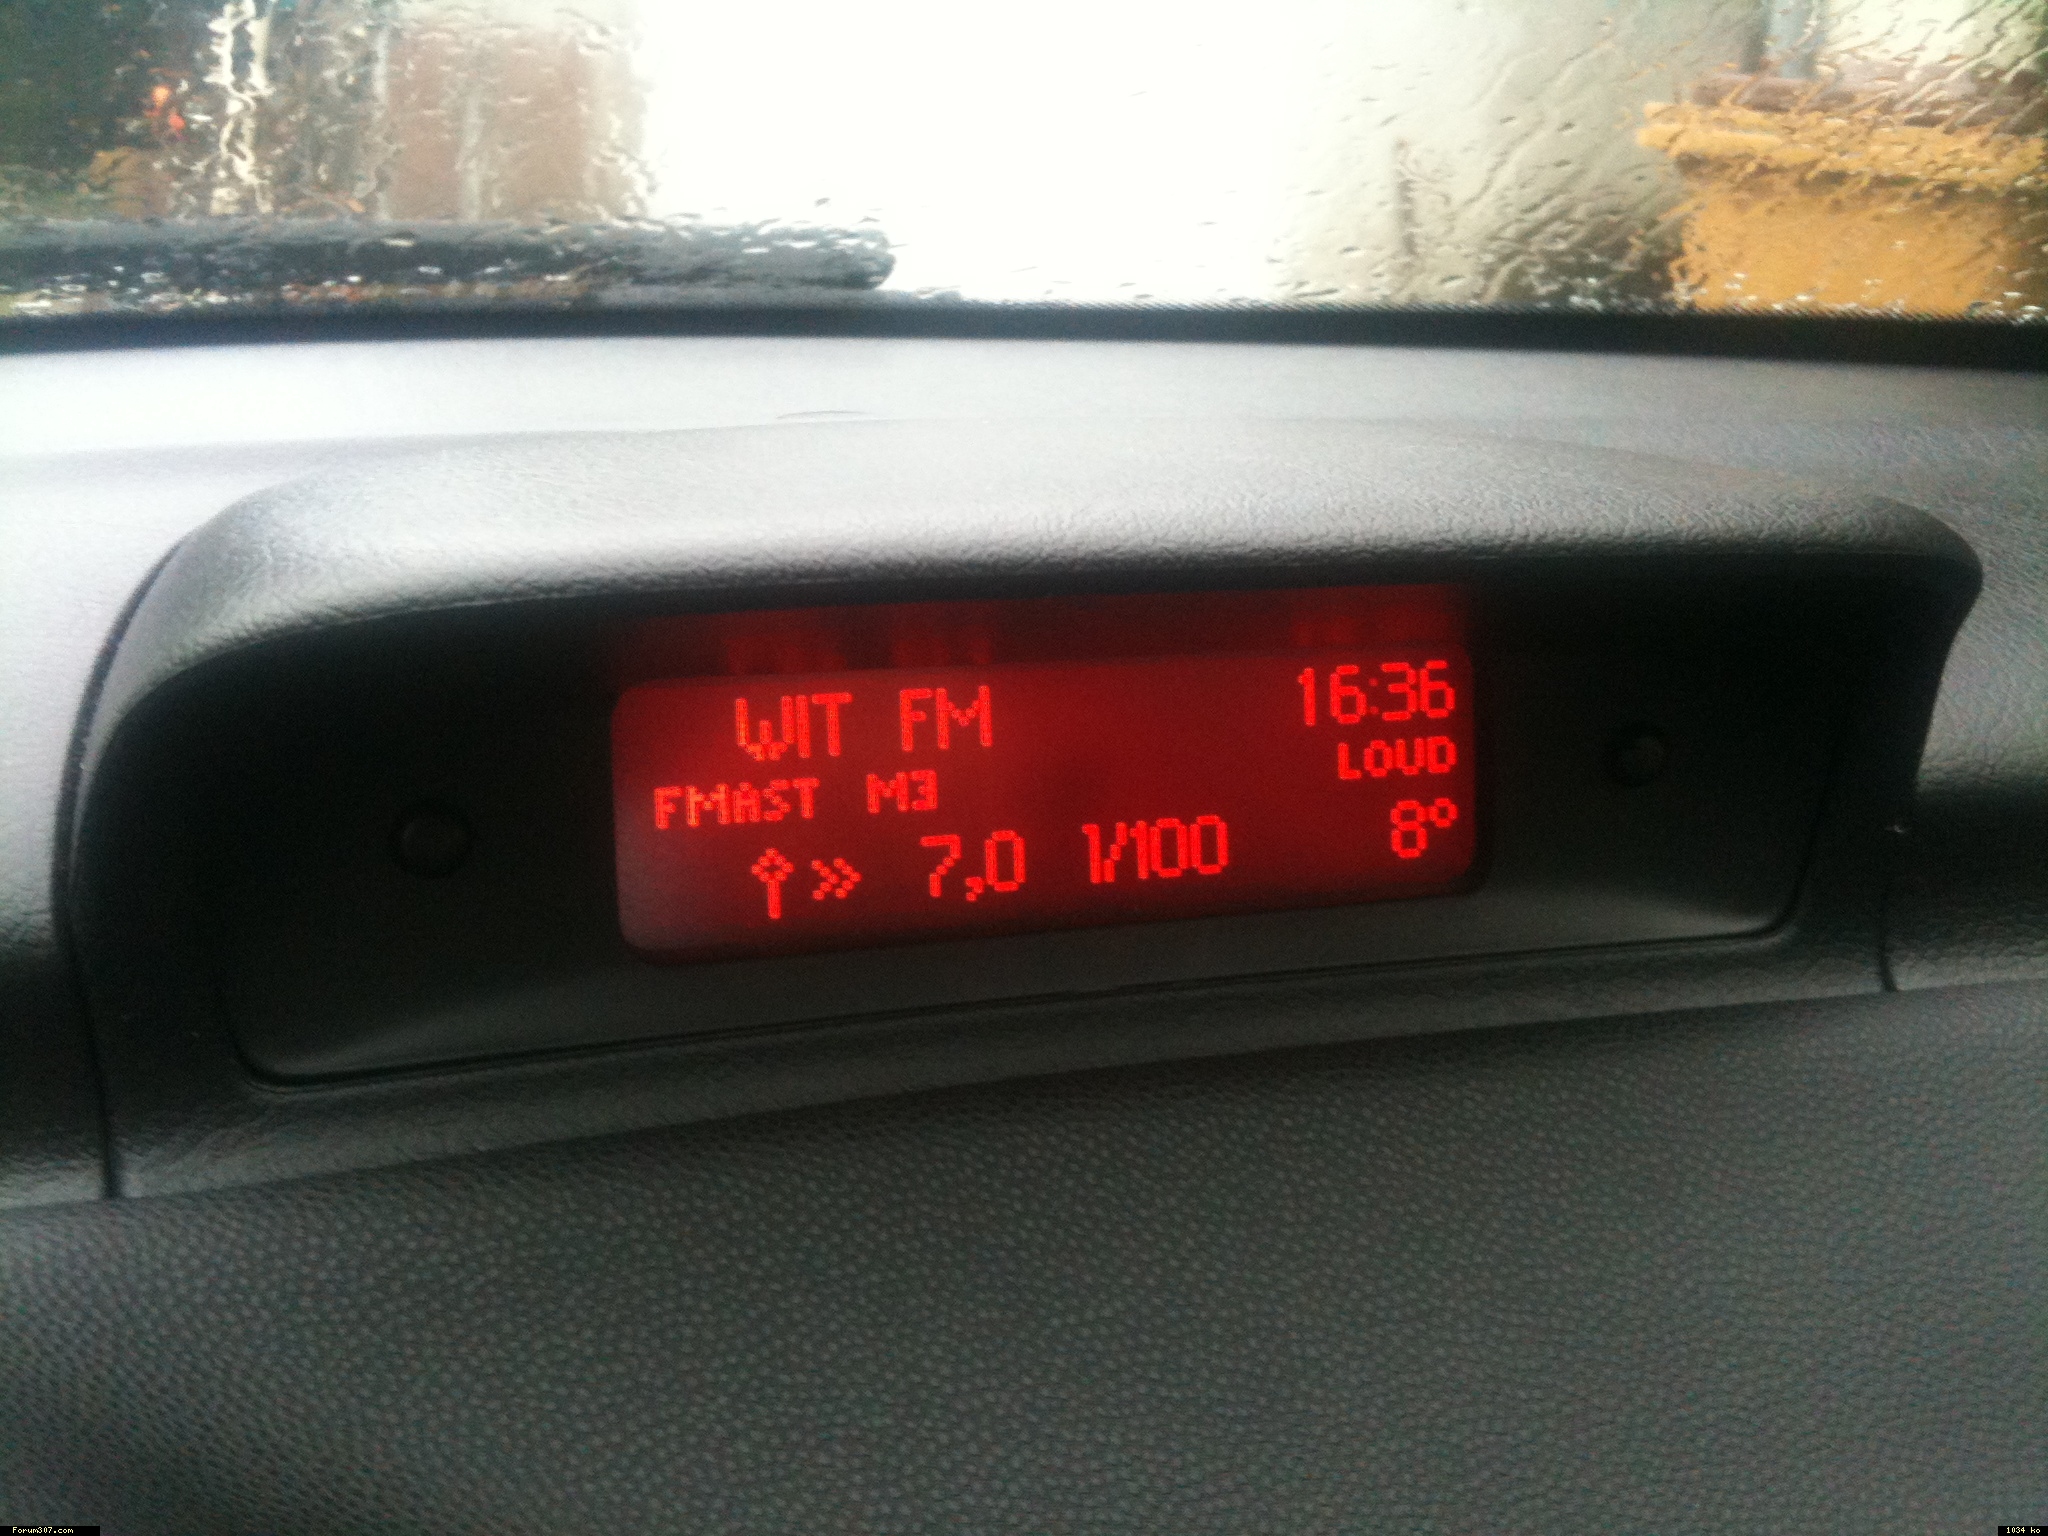 WIT FM 16:36
FMAST M3 LOUD
7,0 l/100 8°
Forum307.com
1034 ko